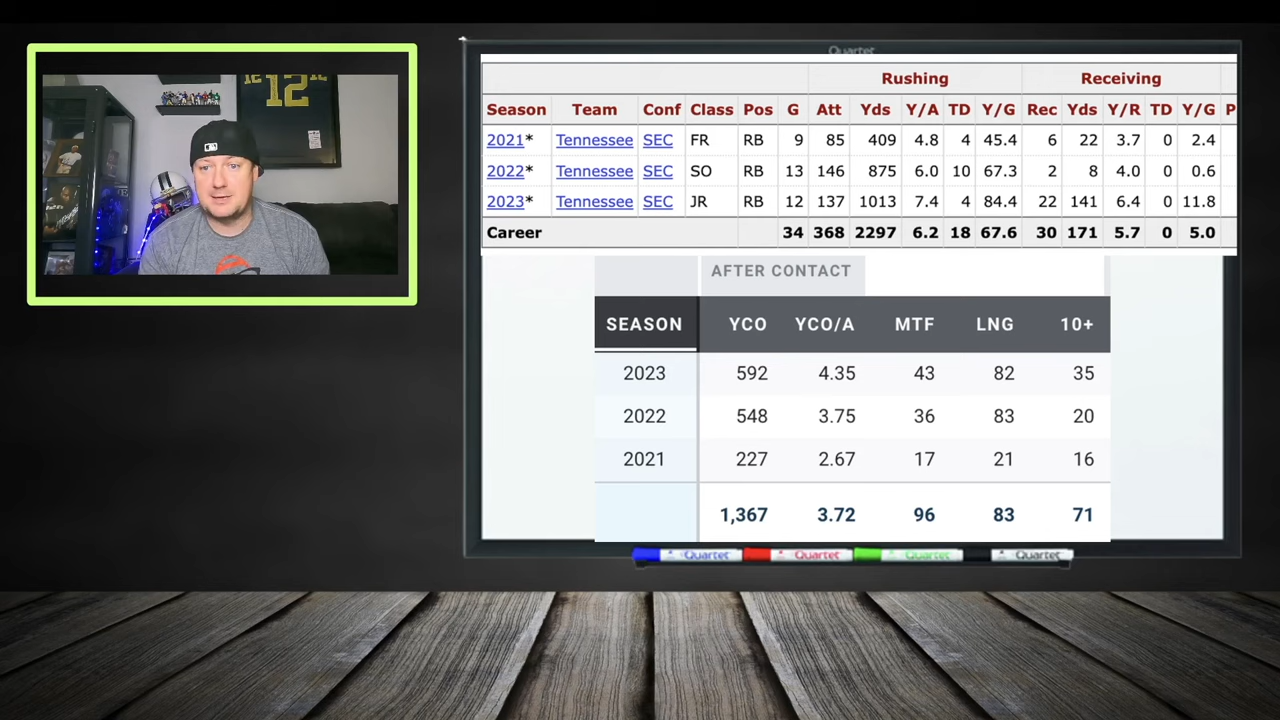 12 12 12
Quartet
Rushing Receiving
Season Team Conf Class Pos G Att Yds Y/A TD Y/G Rec Yds Y/R TD Y/G P
2021* Tennessee SEC FR RB 9 85 409 4.8 4 45.4 6 22 3.7 0 2.4
2022* Tennessee SEC SO RB 13 146 875 6.0 10 67.3 2 8 4.0 0 0.6
2023* Tennessee SEC JR RB 12 137 1013 7.4 4 84.4 22 141 6.4 0 11.8
Career 34 368 2297 6.2 18 67.6 30 171 5.7 0 5.0
AFTER CONTACT
SEASON YCO YCO/A MTF LNG 10+
2023 592 4.35 43 82 35
2022 548 3.75 36 83 20
2021 227 2.67 17 21 16
1,367 3.72 96 83 71
Quartet Quartet Quartet Quartet